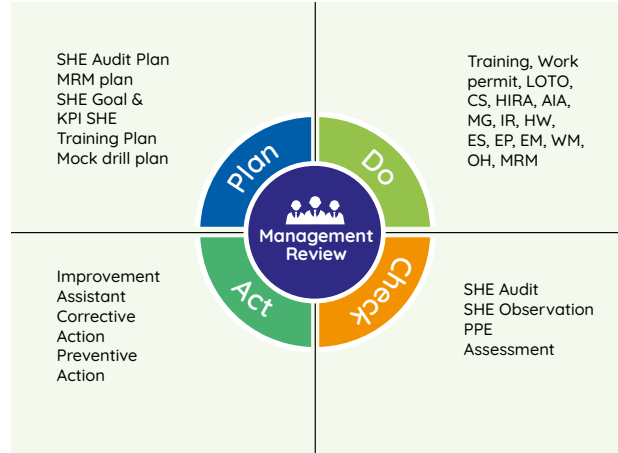 SHE Audit Plan
MRM plan
SHE Goal &
KPI SHE
Training Plan
Mock drill plan
Training, Work
permit, LOTO,
CS, HIRA, AIA,
MG, IR, HW,
ES, EP, EM, WM,
OH, MRM
Plan
Do
Management
Review
Act
Check
Improvement
Assistant
Corrective
Action
Preventive
Action
SHE Audit
SHE Observation
PPE
Assessment